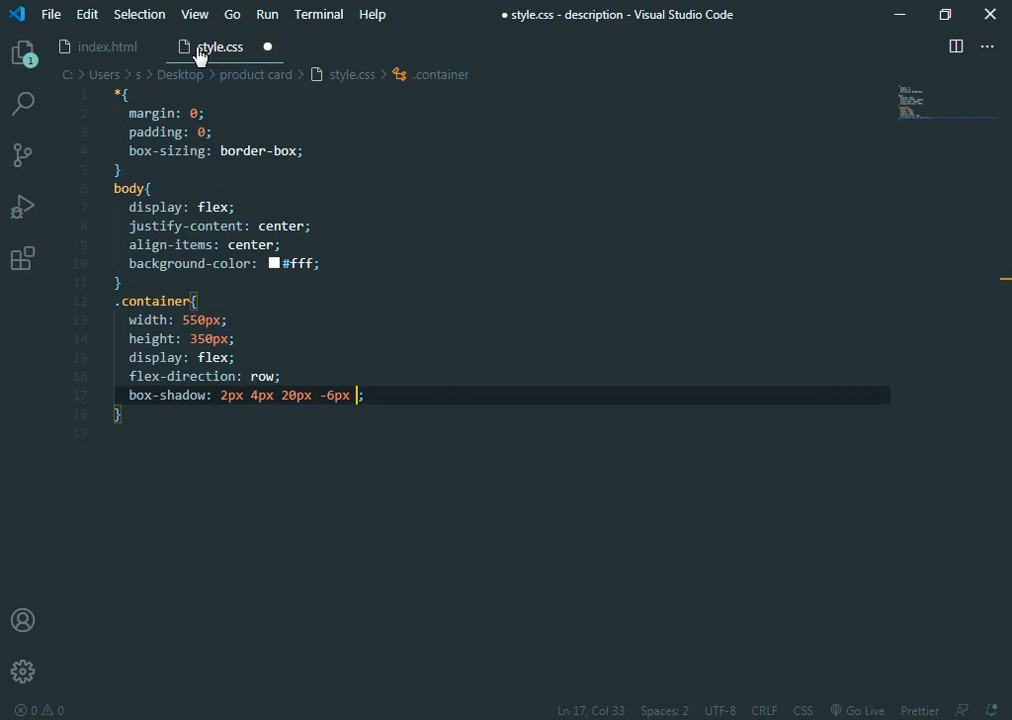 File Edit Selection View Go Run Terminal Help ● style.css - description - Visual Studio Code
index.html style.css
1
C: > Users > s > Desktop > product card > style.css > .container
1 *{
2 margin: 0;
3 padding: 0;
4 box-sizing: border-box;
5 }
6 body{
7 display: flex;
8 justify-content: center;
9 align-items: center;
10 background-color: #fff;
11 }
12 .container{
13 width: 550px;
14 height: 350px;
15 display: flex;
16 flex-direction: row;
17 box-shadow: 2px 4px 20px -6px ;
18 }
19
0 0 Ln 17, Col 33 Spaces: 2 UTF-8 CRLF CSS Go Live Prettier